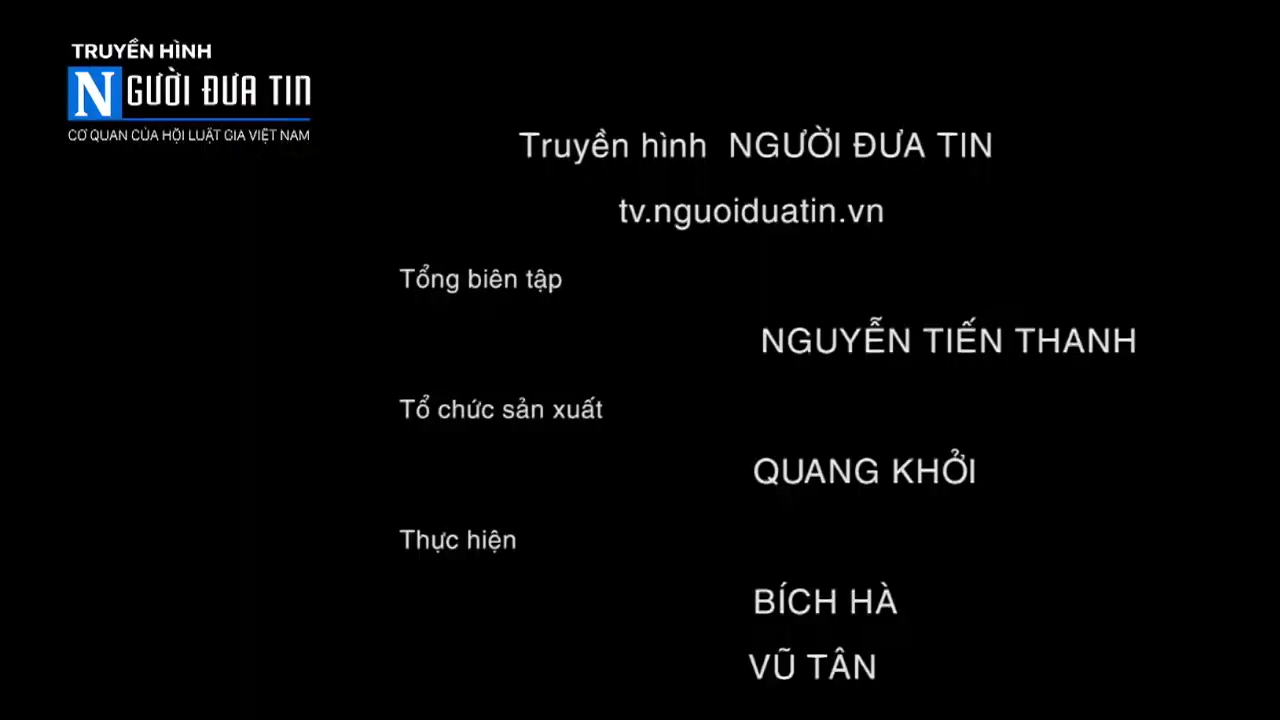 TRUYỀN HÌNH
NGƯỜI ĐƯA TIN
CƠ QUAN CỦA HỘI LUẬT GIA VIỆT NAM
Truyền hình NGƯỜI ĐƯA TIN
tv.nguoiduatin.vn
Tổng biên tập
NGUYỄN TIẾN THANH
Tổ chức sản xuất
QUANG KHỞI
Thực hiện
BÍCH HÀ
VŨ TÂN